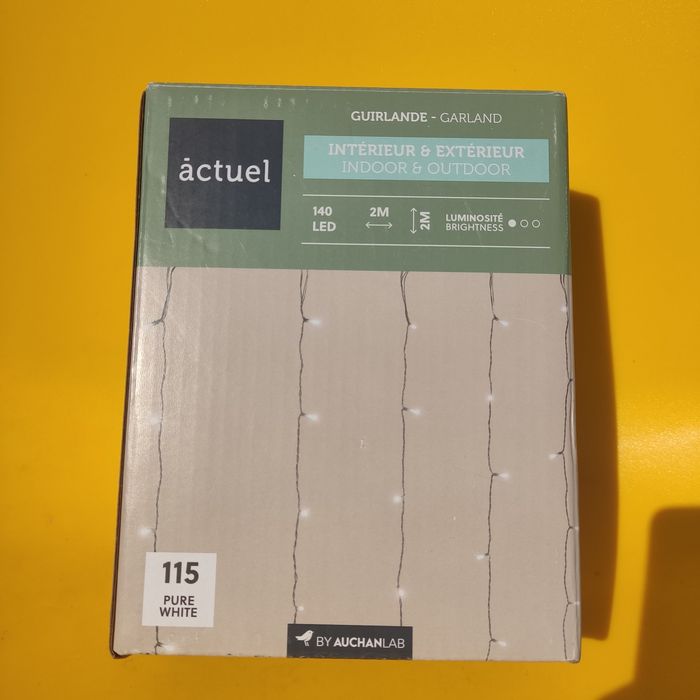 GUIRLANDE - GARLAND
actuel
INTÉRIEUR & EXTÉRIEUR
INDOOR & OUTDOOR
140
LED
2M
2M
LUMINOSITÉ
BRIGHTNESS
115
PURE
WHITE
BY AUCHANLAB